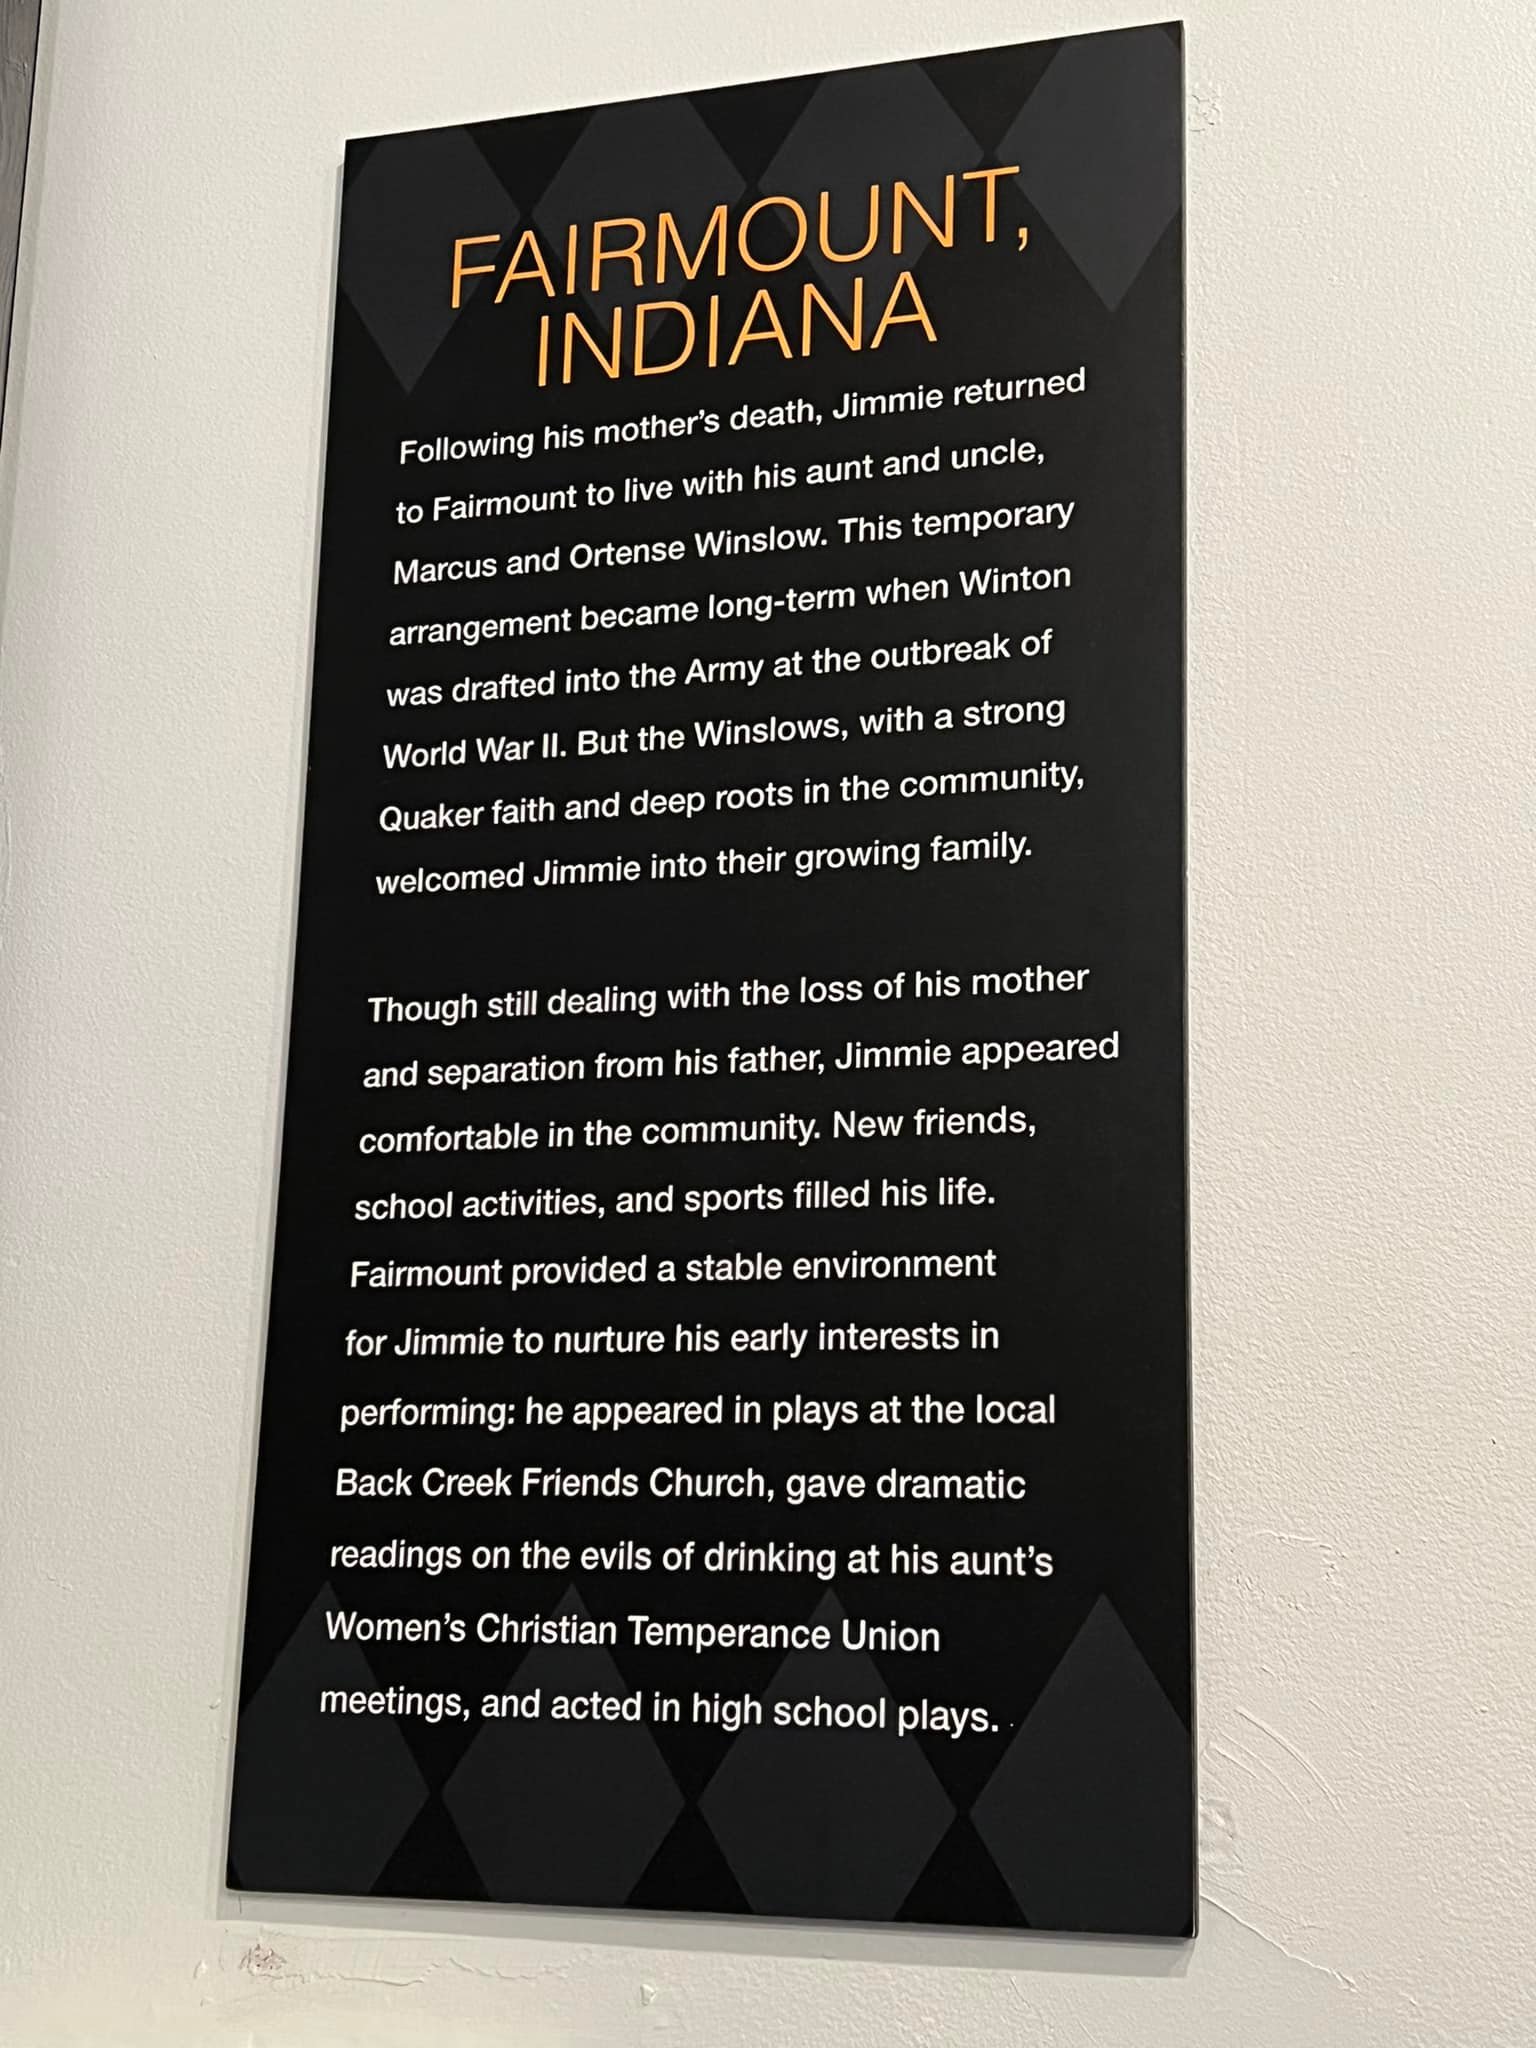 FAIRMOUNT,
INDIANA
Following his mother's death, Jimmie returned
to Fairmount to live with his aunt and uncle,
Marcus and Ortense Winslow. This temporary
arrangement became long-term when Winton
was drafted into the Army at the outbreak of
World War II. But the Winslows, with a strong
Quaker faith and deep roots in the community,
welcomed Jimmie into their growing family.
Though still dealing with the loss of his mother
and separation from his father, Jimmie appeared
comfortable in the community. New friends,
school activities, and sports filled his life.
Fairmount provided a stable environment
for Jimmie to nurture his early interests in
performing: he appeared in plays at the local
Back Creek Friends Church, gave dramatic
readings on the evils of drinking at his aunt's
Women's Christian Temperance Union
meetings, and acted in high school plays.